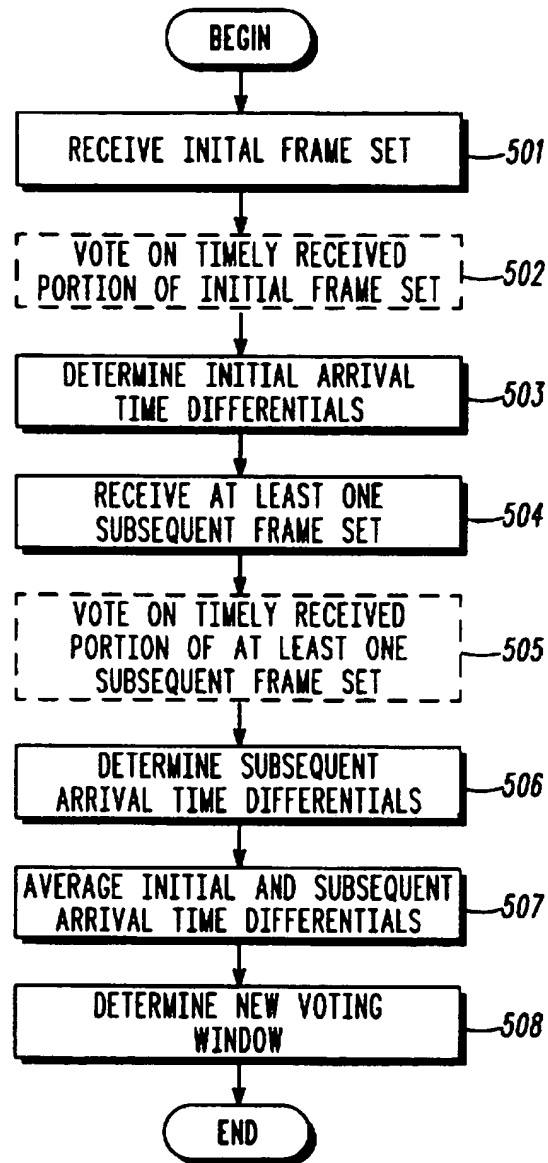 BEGIN
RECEIVE INITAL FRAME SET
501
VOTE ON TIMELY RECEIVED
PORTION OF INITIAL FRAME SET
502
DETERMINE INITIAL ARRIVAL
TIME DIFFERENTIALS
503
RECEIVE AT LEAST ONE
SUBSEQUENT FRAME SET
504
VOTE ON TIMELY RECEIVED
PORTION OF AT LEAST ONE
SUBSEQUENT FRAME SET
505
DETERMINE SUBSEQUENT
ARRIVAL TIME DIFFERENTIALS
506
AVERAGE INITIAL AND SUBSEQUENT
ARRIVAL TIME DIFFERENTIALS
507
DETERMINE NEW VOTING
WINDOW
508
END